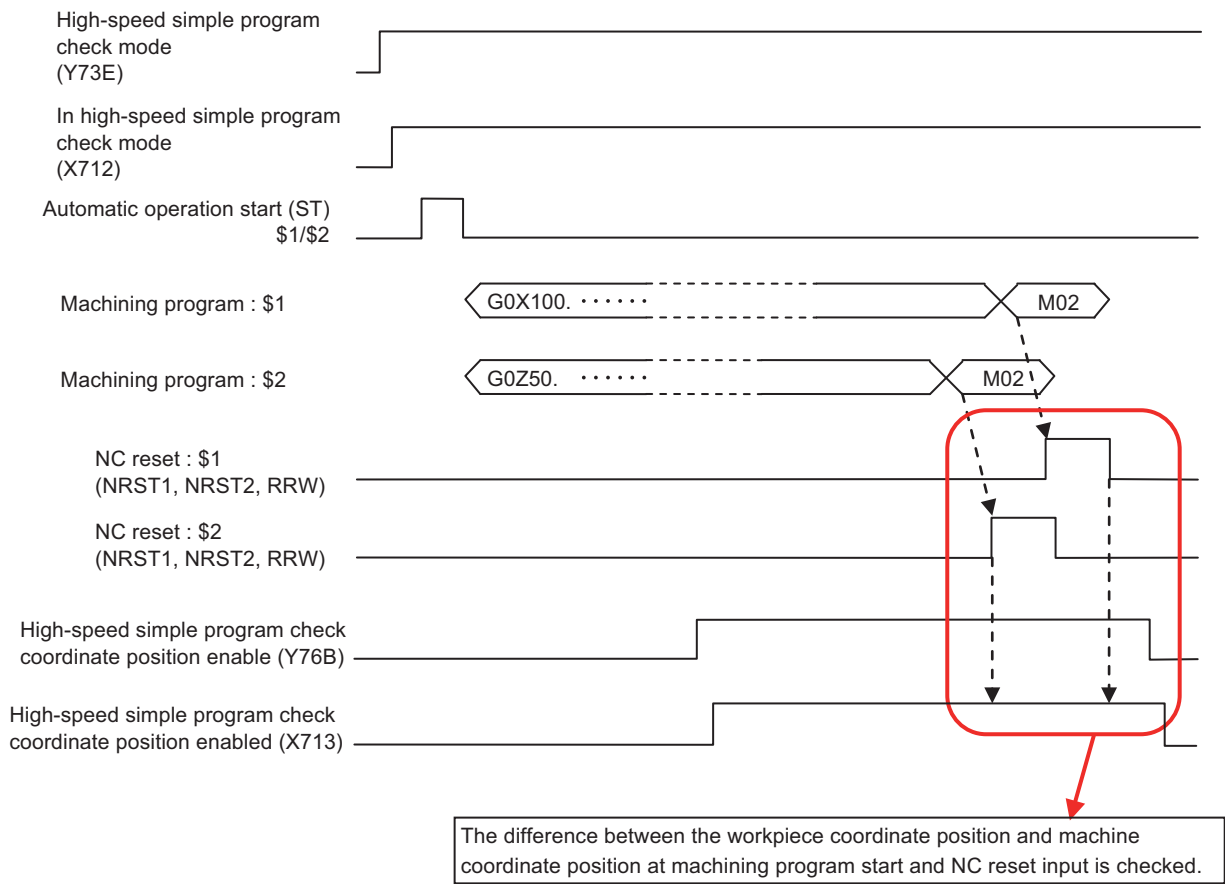 High-speed simple program
check mode
(Y73E)
In high-speed simple program
check mode
(X712)
Automatic operation start (ST)
$1/$2
Machining program : $1
G0X100. ······
M02
Machining program : $2
G0Z50. ······
M02
NC reset : $1
(NRST1, NRST2, RRW)
NC reset : $2
(NRST1, NRST2, RRW)
High-speed simple program check
coordinate position enable (Y76B)
High-speed simple program check
coordinate position enabled (X713)
The difference between the workpiece coordinate position and machine
coordinate position at machining program start and NC reset input is checked.